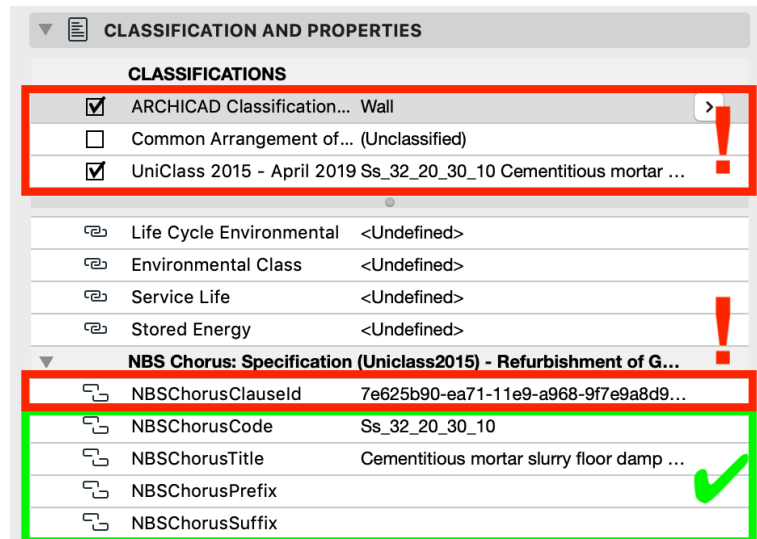 CLASSIFICATION AND PROPERTIES
CLASSIFICATIONS
ARCHICAD Classification... Wall
Common Arrangement of... (Unclassified)
UniClass 2015 - April 2019 Ss_32_20_30_10 Cementitious mortar ...
Life Cycle Environmental <Undefined>
Environmental Class <Undefined>
Service Life <Undefined>
Stored Energy <Undefined>
NBS Chorus: Specification (Uniclass2015) - Refurbishment of G...
NBSChorusClauseId 7e625b90-ea71-11e9-a968-9f7e9a8d9...
NBSChorusCode Ss_32_20_30_10
NBSChorusTitle Cementitious mortar slurry floor damp ...
NBSChorusPrefix
NBSChorusSuffix
!
!